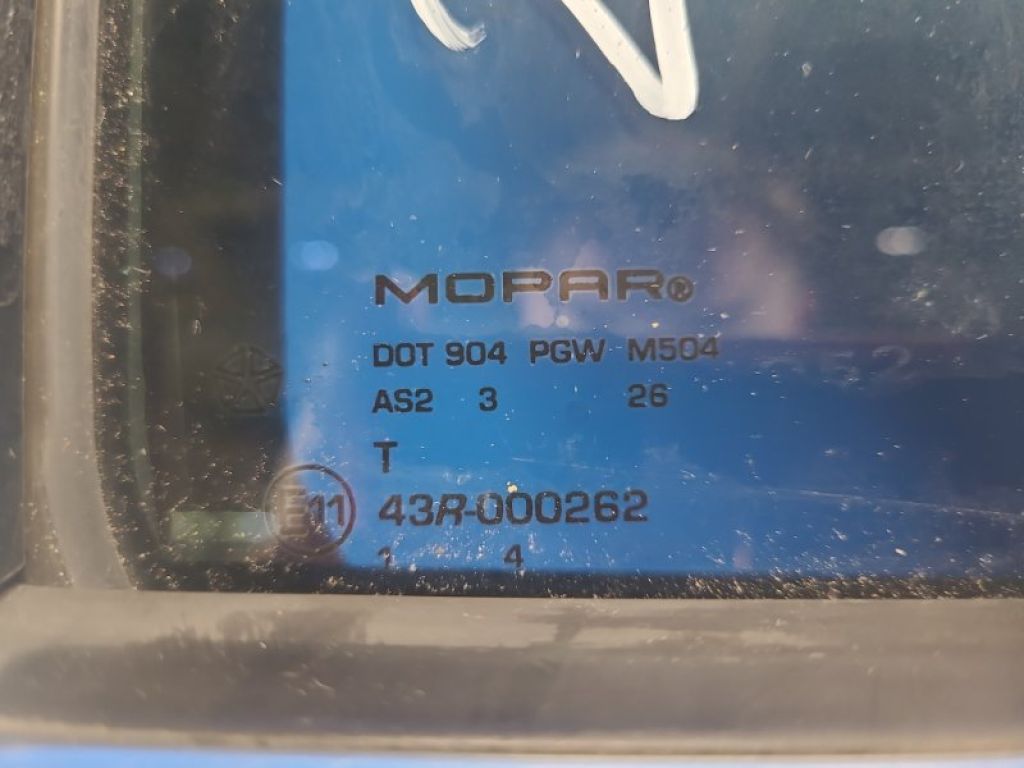 MOPAR®
DOT 904 PGW M504
AS2 3 26
T
E11 43R-000262
1 4